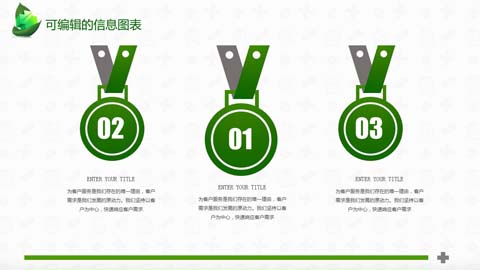 可编辑的信息图表
02
01
03
ENTER YOUR TITLE
为客户服务是我们存在的唯一理由，客户
需求是我们发展的原动力。我们坚持以客
户为中心，快速响应客户需求
ENTER YOUR TITLE
为客户服务是我们存在的唯一理由，客户
需求是我们发展的原动力。我们坚持以客
户为中心，快速响应客户需求
ENTER YOUR TITLE
为客户服务是我们存在的唯一理由，客户
需求是我们发展的原动力。我们坚持以客
户为中心，快速响应客户需求